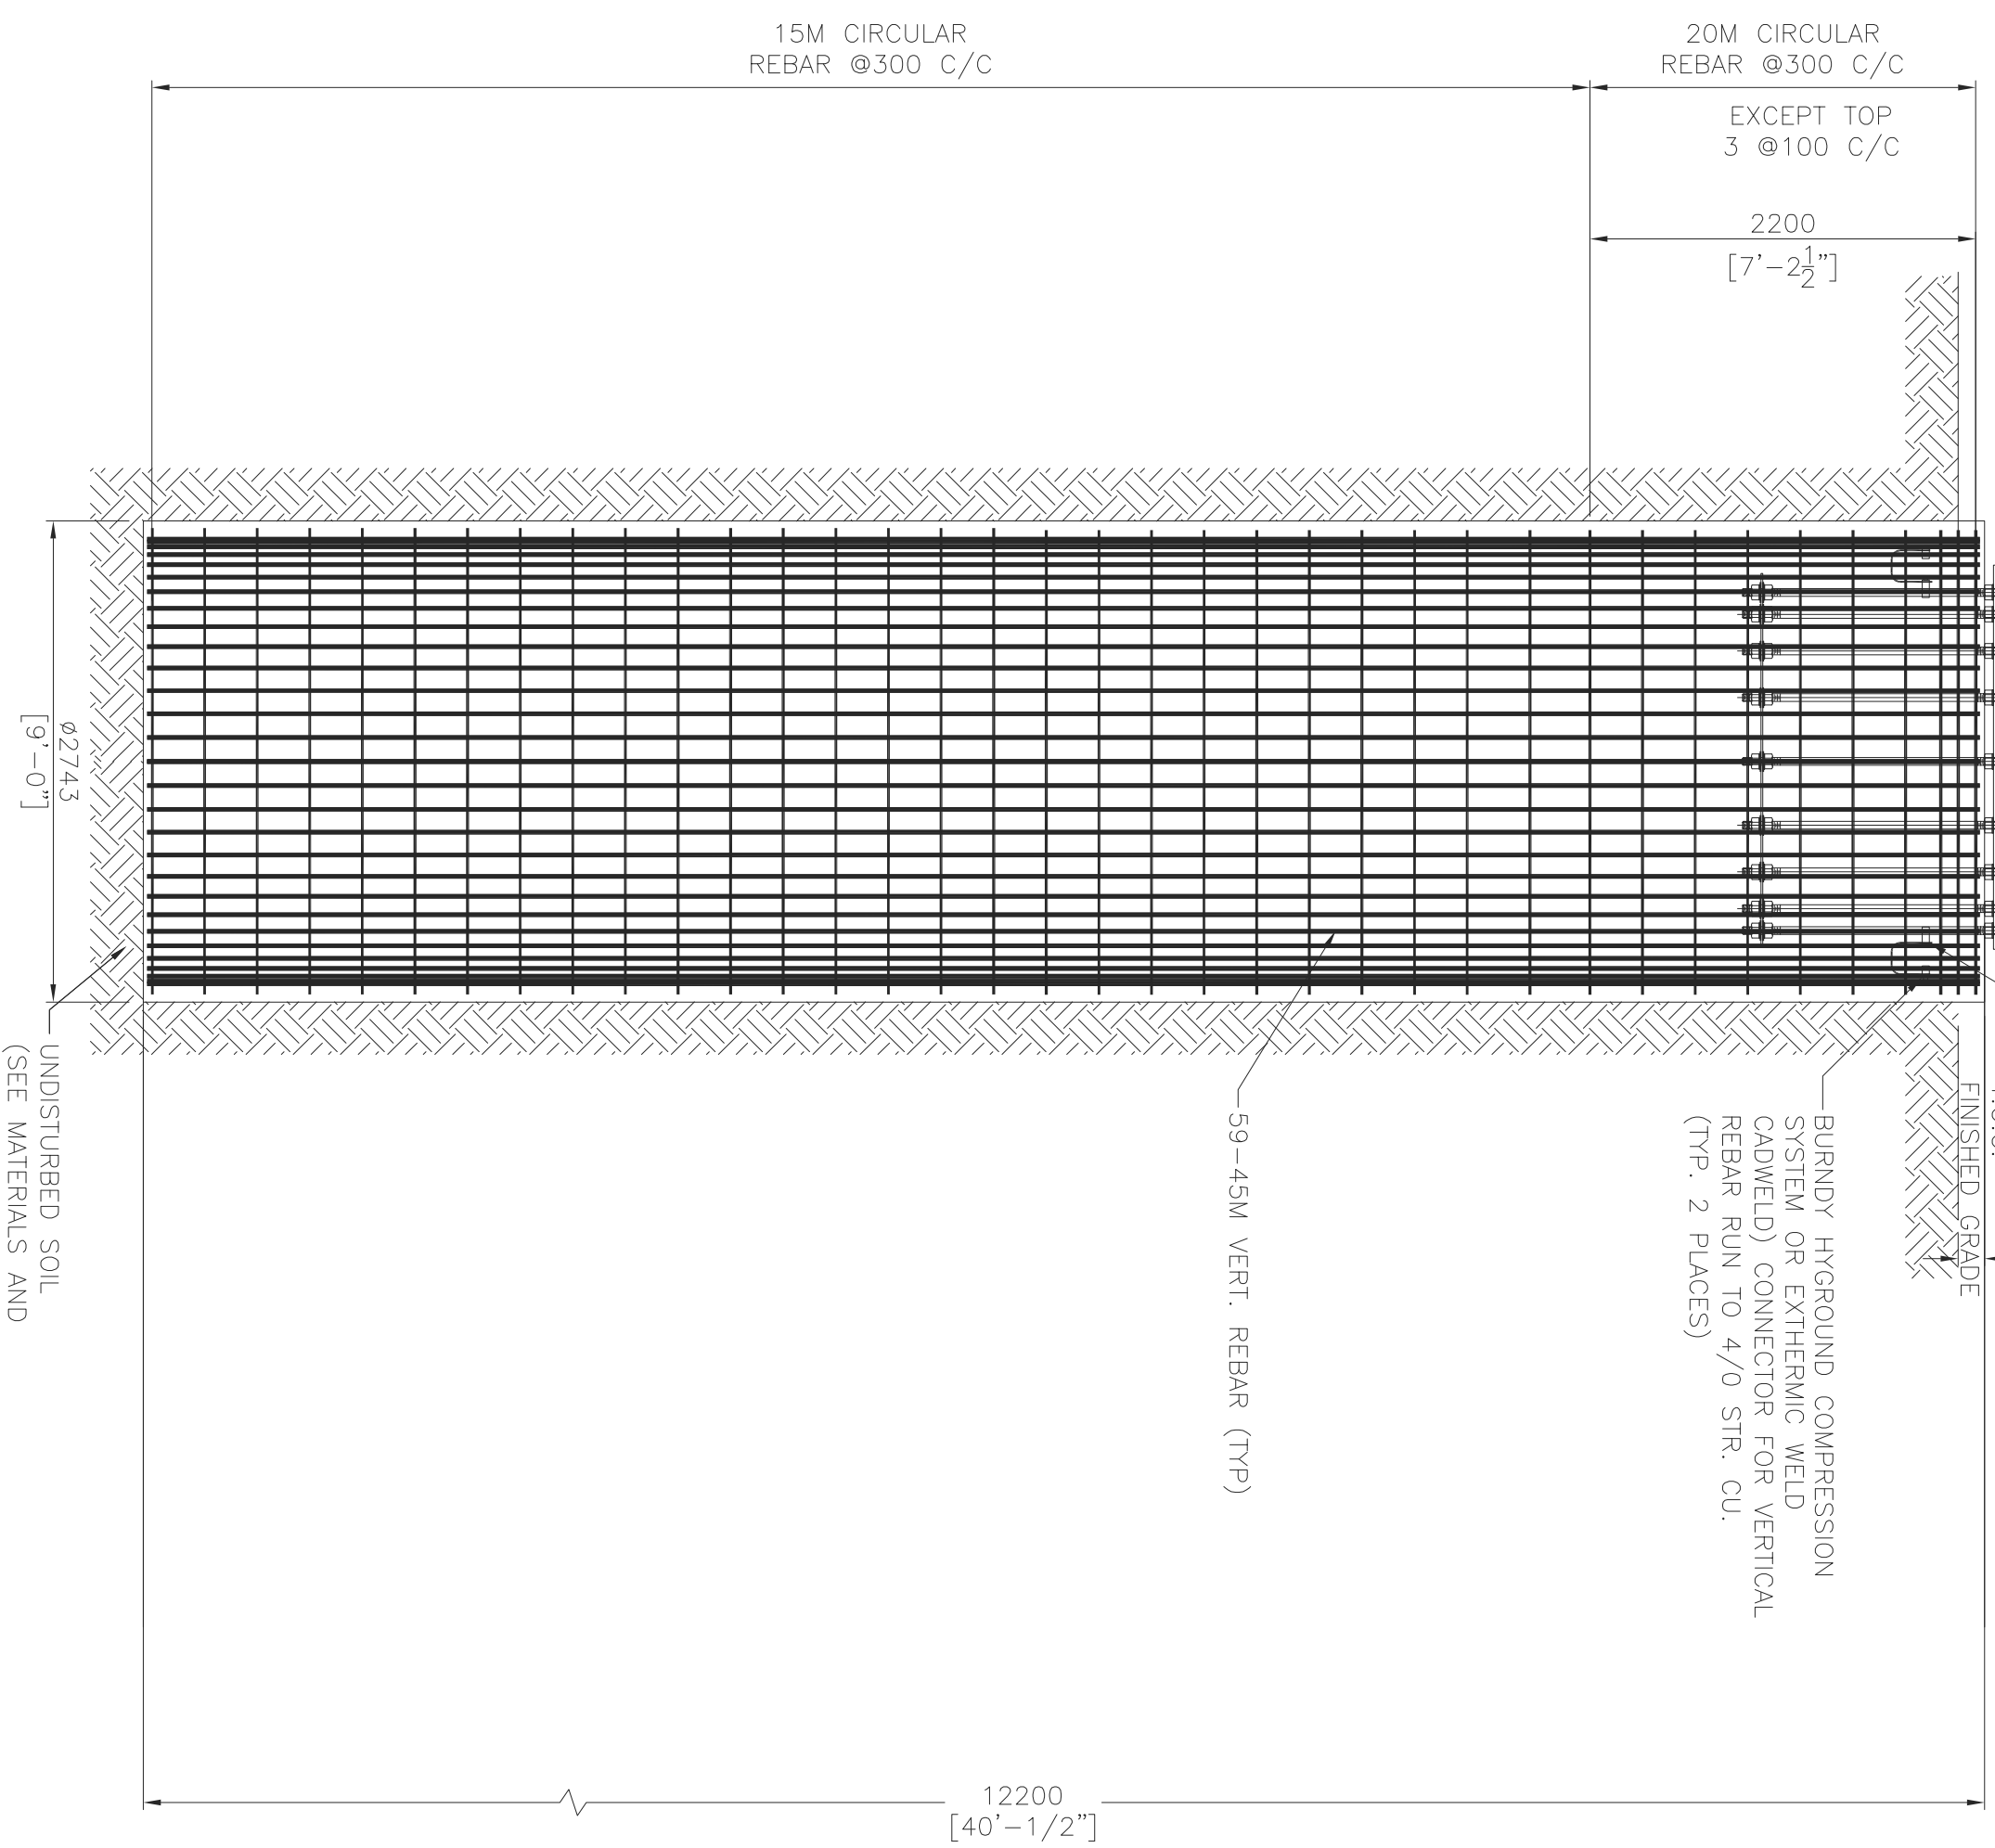 15M CIRCULAR
REBAR @300 C/C
20M CIRCULAR
REBAR @300 C/C
EXCEPT TOP
3 @100 C/C
2200
[7'-2½"]
Ø2743
[9'-0"]
UNDISTURBED SOIL
(SEE MATERIALS AND
59-45M VERT. REBAR (TYP)
BURNDY HYGROUND COMPRESSION
SYSTEM OR EXTHERMIC WELD
CADWELD) CONNECTOR FOR VERTICAL
REBAR RUN TO 4/0 STR. CU.
(TYP. 2 PLACES)
FINISHED GRADE
12200
[40'-1/2"]